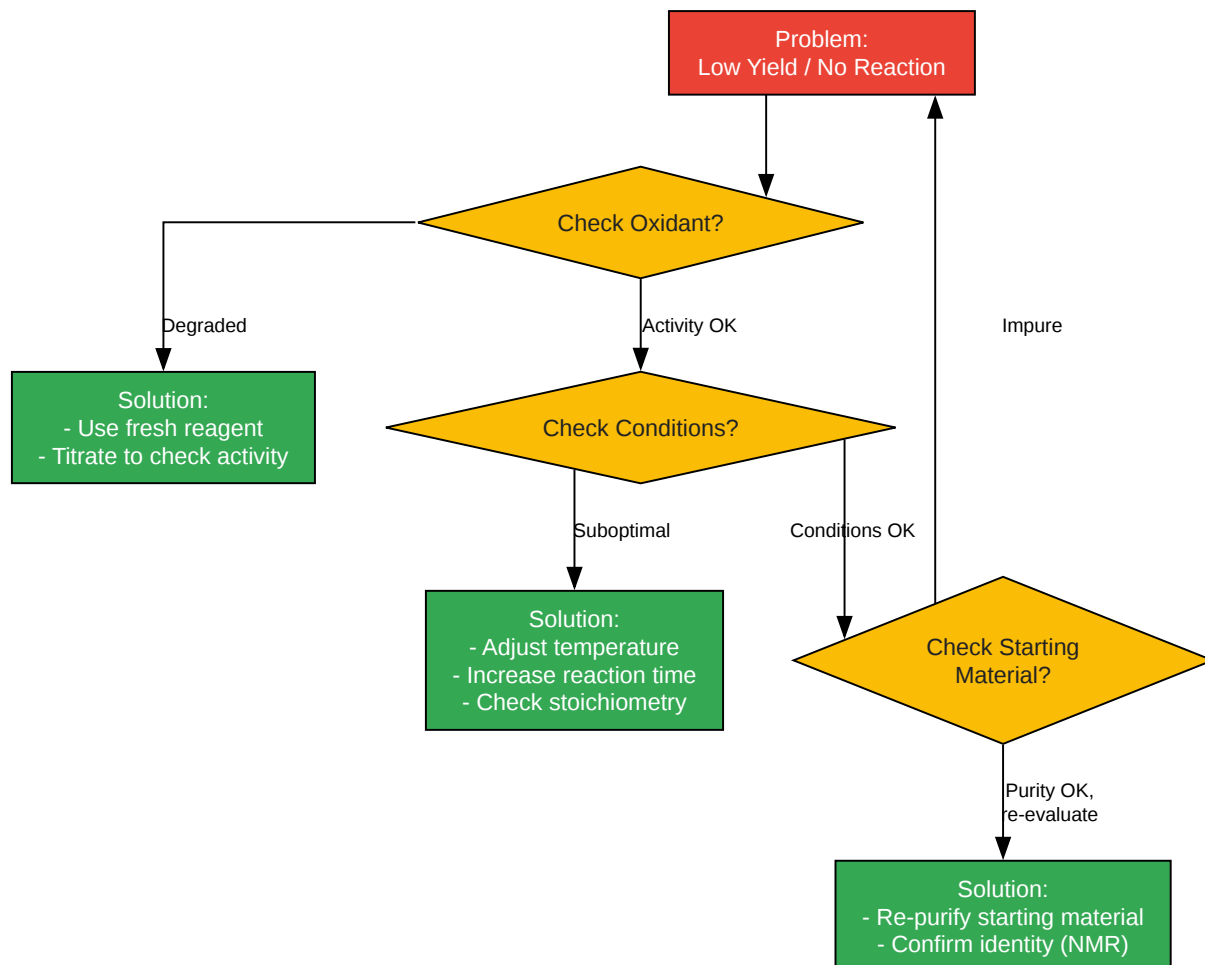 Problem:
Low Yield / No Reaction
Check Oxidant?
Degraded
Activity OK
Impure
Solution:
- Use fresh reagent
- Titrate to check activity
Check Conditions?
Suboptimal
Conditions OK
Solution:
- Adjust temperature
- Increase reaction time
- Check stoichiometry
Check Starting
Material?
Purity OK,
re-evaluate
Solution:
- Re-purify starting material
- Confirm identity (NMR)